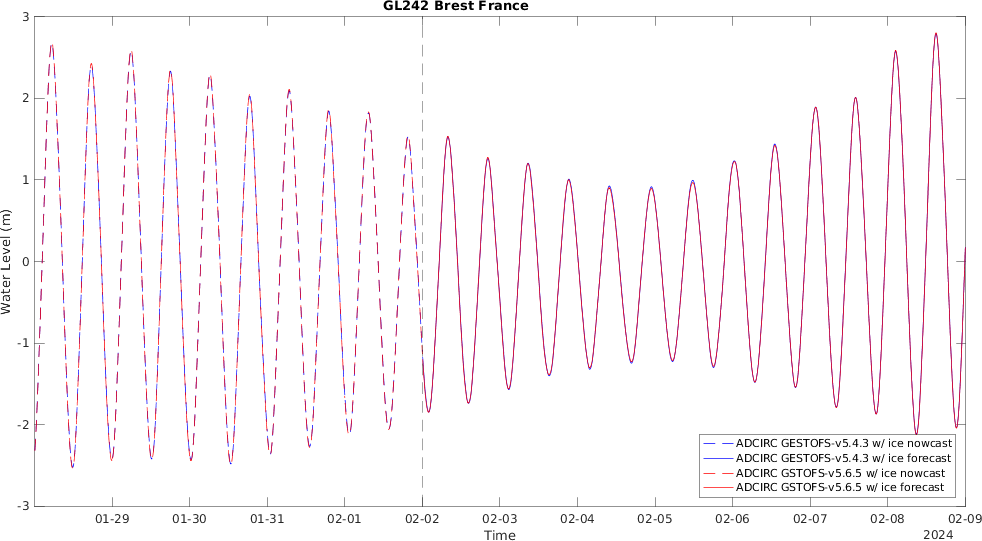 GL242 Brest France
3
2
1
0
-1
-2
-3
Water Level (m)
01-29 01-30 01-31 02-01 02-02 02-03 02-04 02-05 02-06 02-07 02-08 02-09
Time
2024
ADCIRC GESTOFS-v5.4.3 w/ ice nowcast
ADCIRC GESTOFS-v5.4.3 w/ ice forecast
ADCIRC GSTOFS-v5.6.5 w/ ice nowcast
ADCIRC GSTOFS-v5.6.5 w/ ice forecast